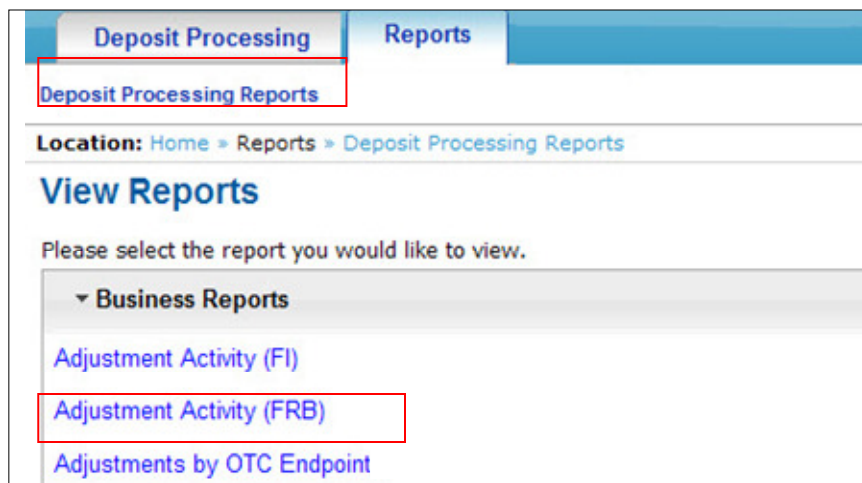 Deposit Processing Reports
Deposit Processing Reports
Location: Home » Reports » Deposit Processing Reports
View Reports
Please select the report you would like to view.
Business Reports
Adjustment Activity (FI)
Adjustment Activity (FRB)
Adjustments by OTC Endpoint